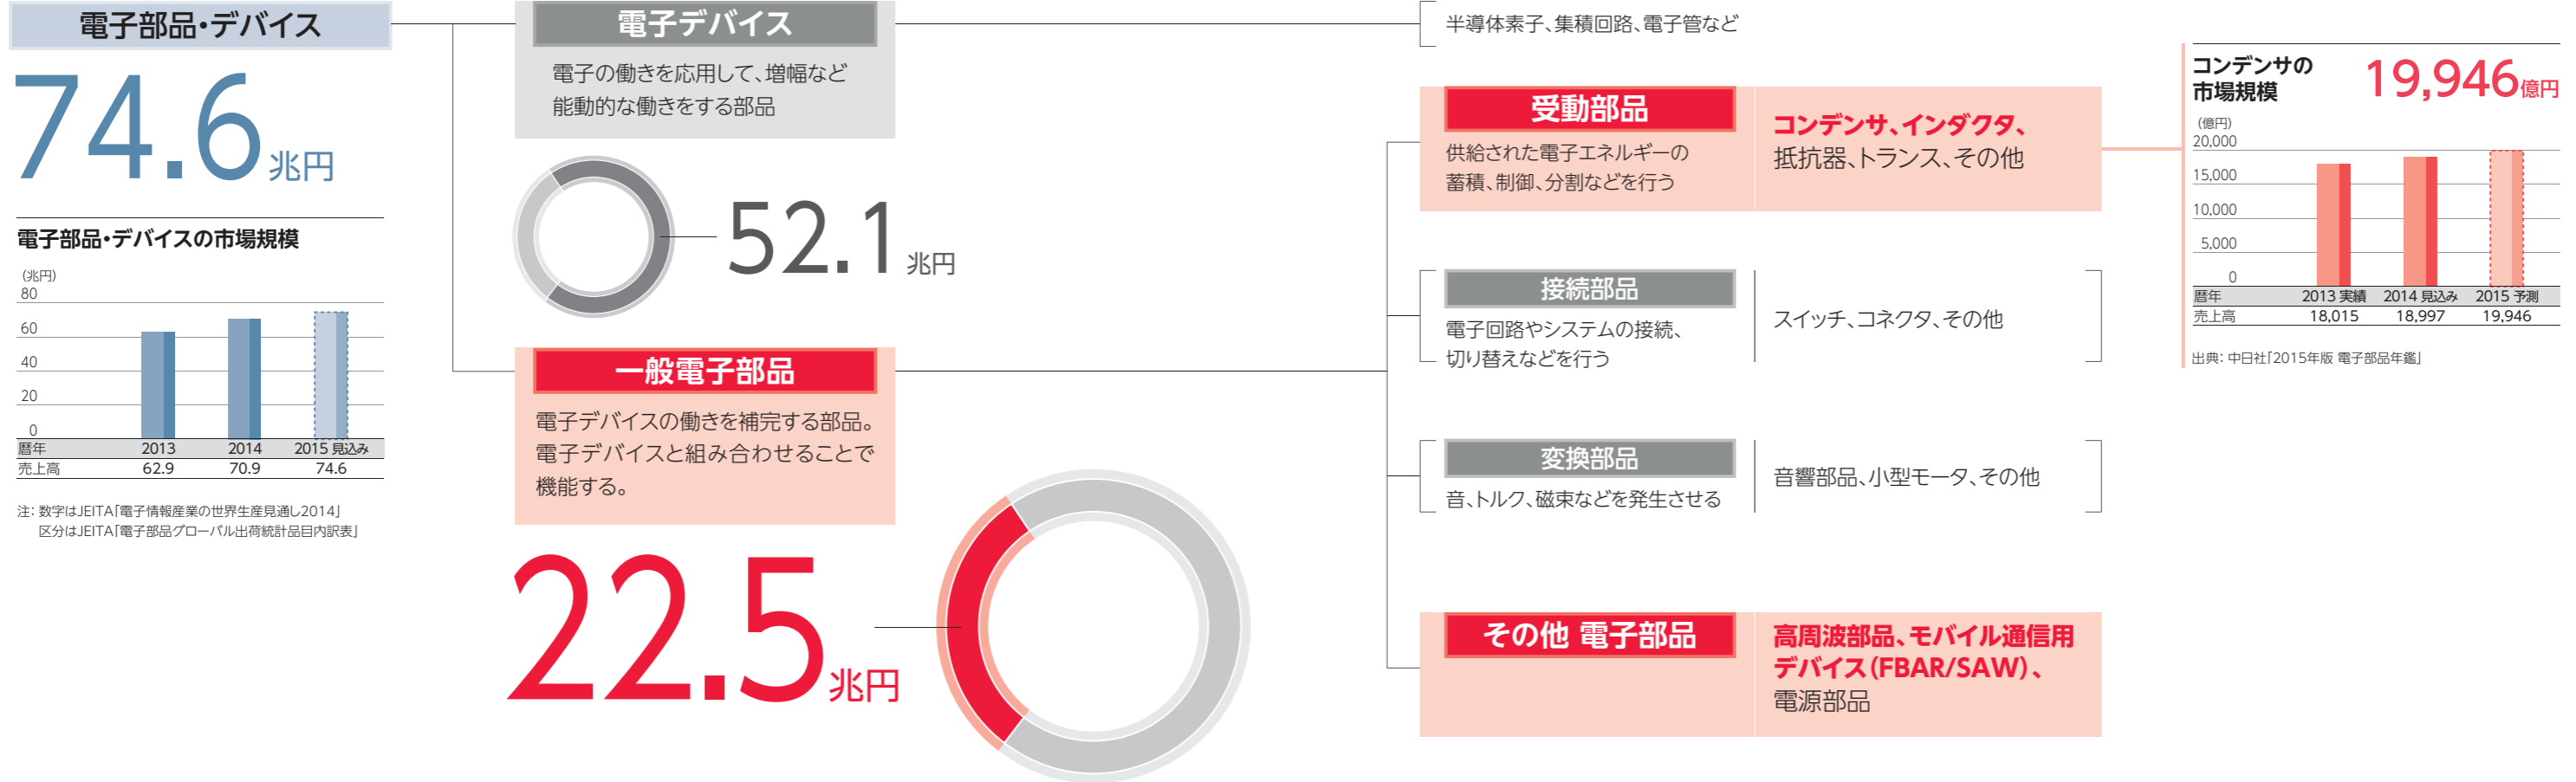 電子部品・デバイス
74.6兆円
電子部品・デバイスの市場規模
（兆円）
80
60
40
20
0
暦年 2013 2014 2015 見込み
売上高 62.9 70.9 74.6
注: 数字はJEITA「電子情報産業の世界生産見通し2014」
区分はJEITA「電子部品グローバル出荷統計品目内訳表」
電子デバイス
電子の働きを応用して、増幅など
能動的な働きをする部品
52.1兆円
一般電子部品
電子デバイスの働きを補完する部品。
電子デバイスと組み合わせることで
機能する。
22.5兆円
半導体素子、集積回路、電子管など
受動部品
供給された電子エネルギーの
蓄積、制御、分割などを行う
コンデンサ、インダクタ、
抵抗器、トランス、その他
接続部品
電子回路やシステムの接続、
切り替えなどを行う
スイッチ、コネクタ、その他
変換部品
音、トルク、磁束などを発生させる
音響部品、小型モータ、その他
その他 電子部品
高周波部品、モバイル通信用
デバイス（FBAR/SAW）、
電源部品
コンデンサの
市場規模
19,946億円
（億円）
20,000
15,000
10,000
5,000
0
暦年 2013 実績 2014 見込み 2015 予測
売上高 18,015 18,997 19,946
出典: 中日社「2015年版 電子部品年鑑」